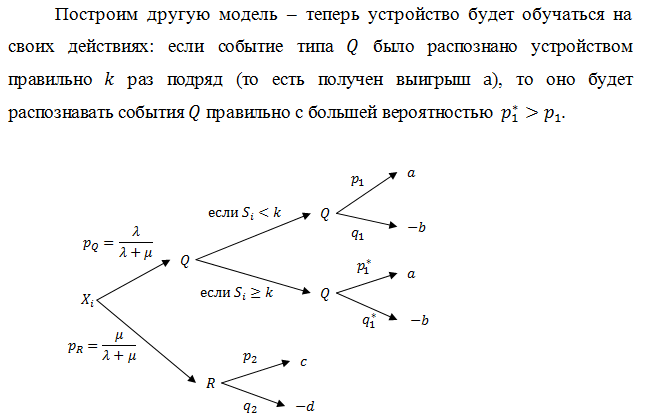 Построим другую модель – теперь устройство будет обучаться на
своих действиях: если событие типа Q было распознано устройством
правильно k раз подряд (то есть получен выигрыш a), то оно будет
распознавать события Q правильно с большей вероятностью p₁* > p₁.
p₁ a
если Sᵢ < k Q
q₁ −b
p_Q = λ/(λ + μ)
Q
p₁* a
если Sᵢ ≥ k Q
q₁* −b
Xᵢ
p_R = μ/(λ + μ)
p₂ c
R
q₂ −d